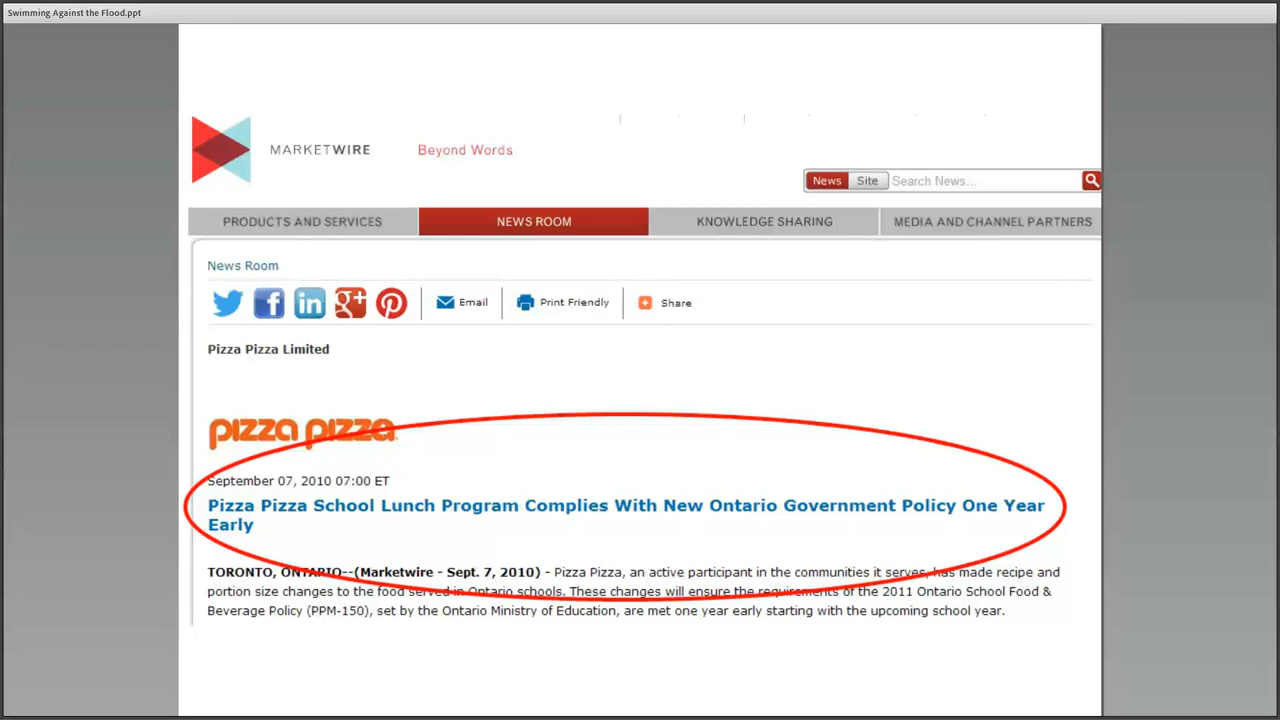 Swimming Against the Flood.ppt
MARKETWIRE Beyond Words
News Site Search News...
PRODUCTS AND SERVICES NEWS ROOM KNOWLEDGE SHARING MEDIA AND CHANNEL PARTNERS
News Room
Email Print Friendly Share
Pizza Pizza Limited
pizza pizza
September 07, 2010 07:00 ET
Pizza Pizza School Lunch Program Complies With New Ontario Government Policy One Year
Early
TORONTO, ONTARIO--(Marketwire - Sept. 7, 2010) - Pizza Pizza, an active participant in the communities it serves, has made recipe and
portion size changes to the food served in Ontario schools. These changes will ensure the requirements of the 2011 Ontario School Food &
Beverage Policy (PPM-150), set by the Ontario Ministry of Education, are met one year early starting with the upcoming school year.